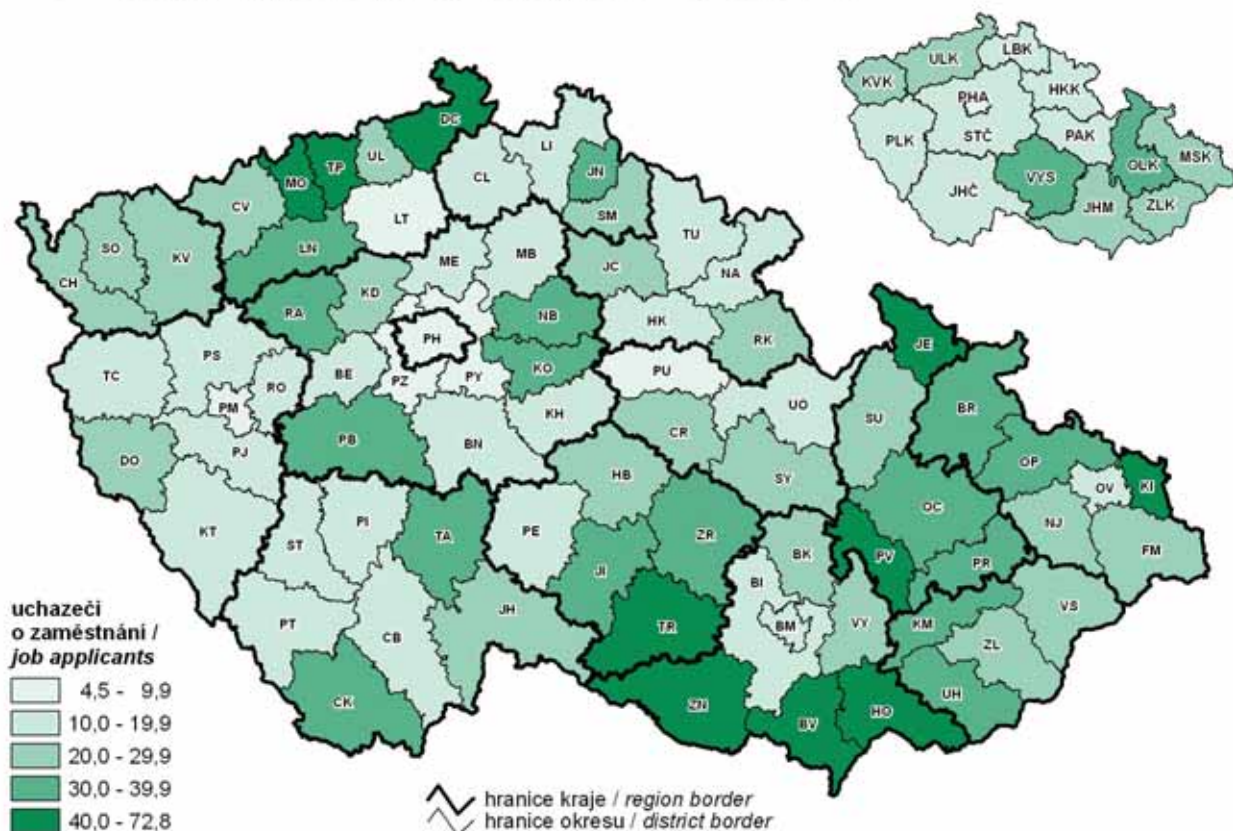 LBK
ULK
KVK
HKK
PHA
STČ
PAK
PLK
OLK
MSK
VYS
JHČ
JHM
ZLK
DC
TP
UL
LI
MO
JN
CL
CV
LT
SM
TU
SO
KV
LN
ME
MB
JC
NA
CH
KD
RA
NB
HK
PH
RK
JE
TC
PS
BE
PZ
PY
KO
PU
RO
UO
BR
PM
KH
SU
CR
PB
BN
OP
DO
PJ
HB
SY
OV
KI
OC
NJ
KT
ST
PI
TA
PE
ZR
FM
BK
PV
PR
JI
BI
VS
PT
CB
JH
TR
BM
VY
KM
ZL
CK
ZN
BV
HO
UH
uchazeči
o zaměstnání /
job applicants
4,5 - 9,9
10,0 - 19,9
20,0 - 29,9
30,0 - 39,9
40,0 - 72,8
hranice kraje / region border
hranice okresu / district border